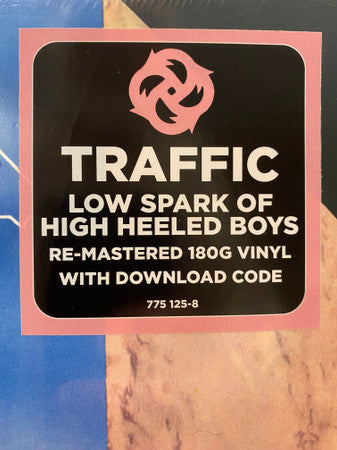 TRAFFIC
LOW SPARK OF
HIGH HEELED BOYS
RE-MASTERED 180G VINYL
WITH DOWNLOAD CODE
775 125-8